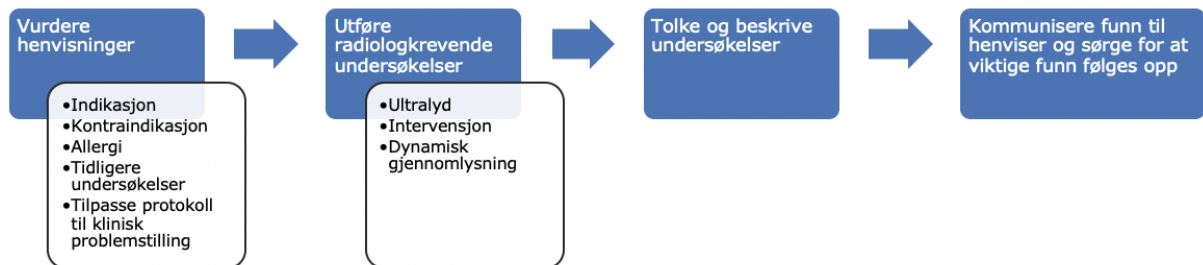 Vurdere
henvisninger
•Indikasjon
•Kontraindikasjon
•Allergi
•Tidligere
undersøkelser
•Tilpasse protokoll
til klinisk
problemstilling
Utføre
radiologkrevende
undersøkelser
•Ultralyd
•Intervensjon
•Dynamisk
gjennomlysning
Tolke og beskrive
undersøkelser
Kommunisere funn til
henviser og sørge for at
viktige funn følges opp